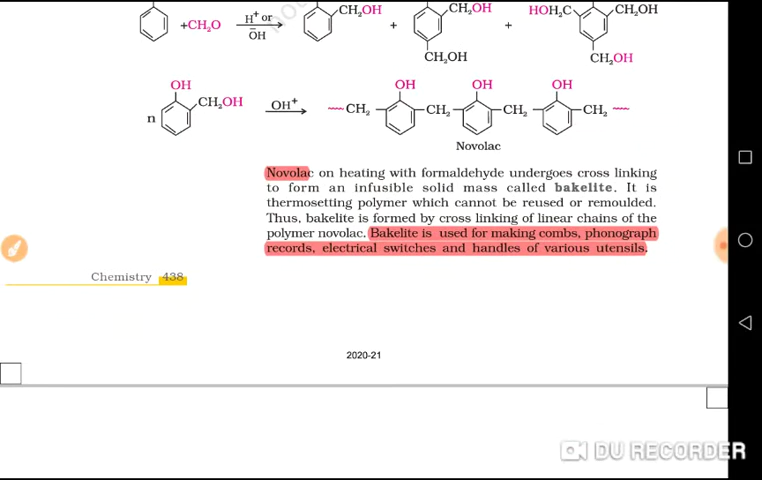 CH₂OH CH₂OH HOH₂C CH₂OH
+CH₂O H⁺ or + +
ŌH
CH₂OH CH₂OH
OH OH OH OH
n CH₂OH OH⁺ CH₂ CH₂ CH₂ CH₂
Novolac
Novolac on heating with formaldehyde undergoes cross linking
to form an infusible solid mass called bakelite. It is
thermosetting polymer which cannot be reused or remoulded.
Thus, bakelite is formed by cross linking of linear chains of the
polymer novolac. Bakelite is used for making combs, phonograph
records, electrical switches and handles of various utensils.
Chemistry 438
2020-21
DU RECORDER